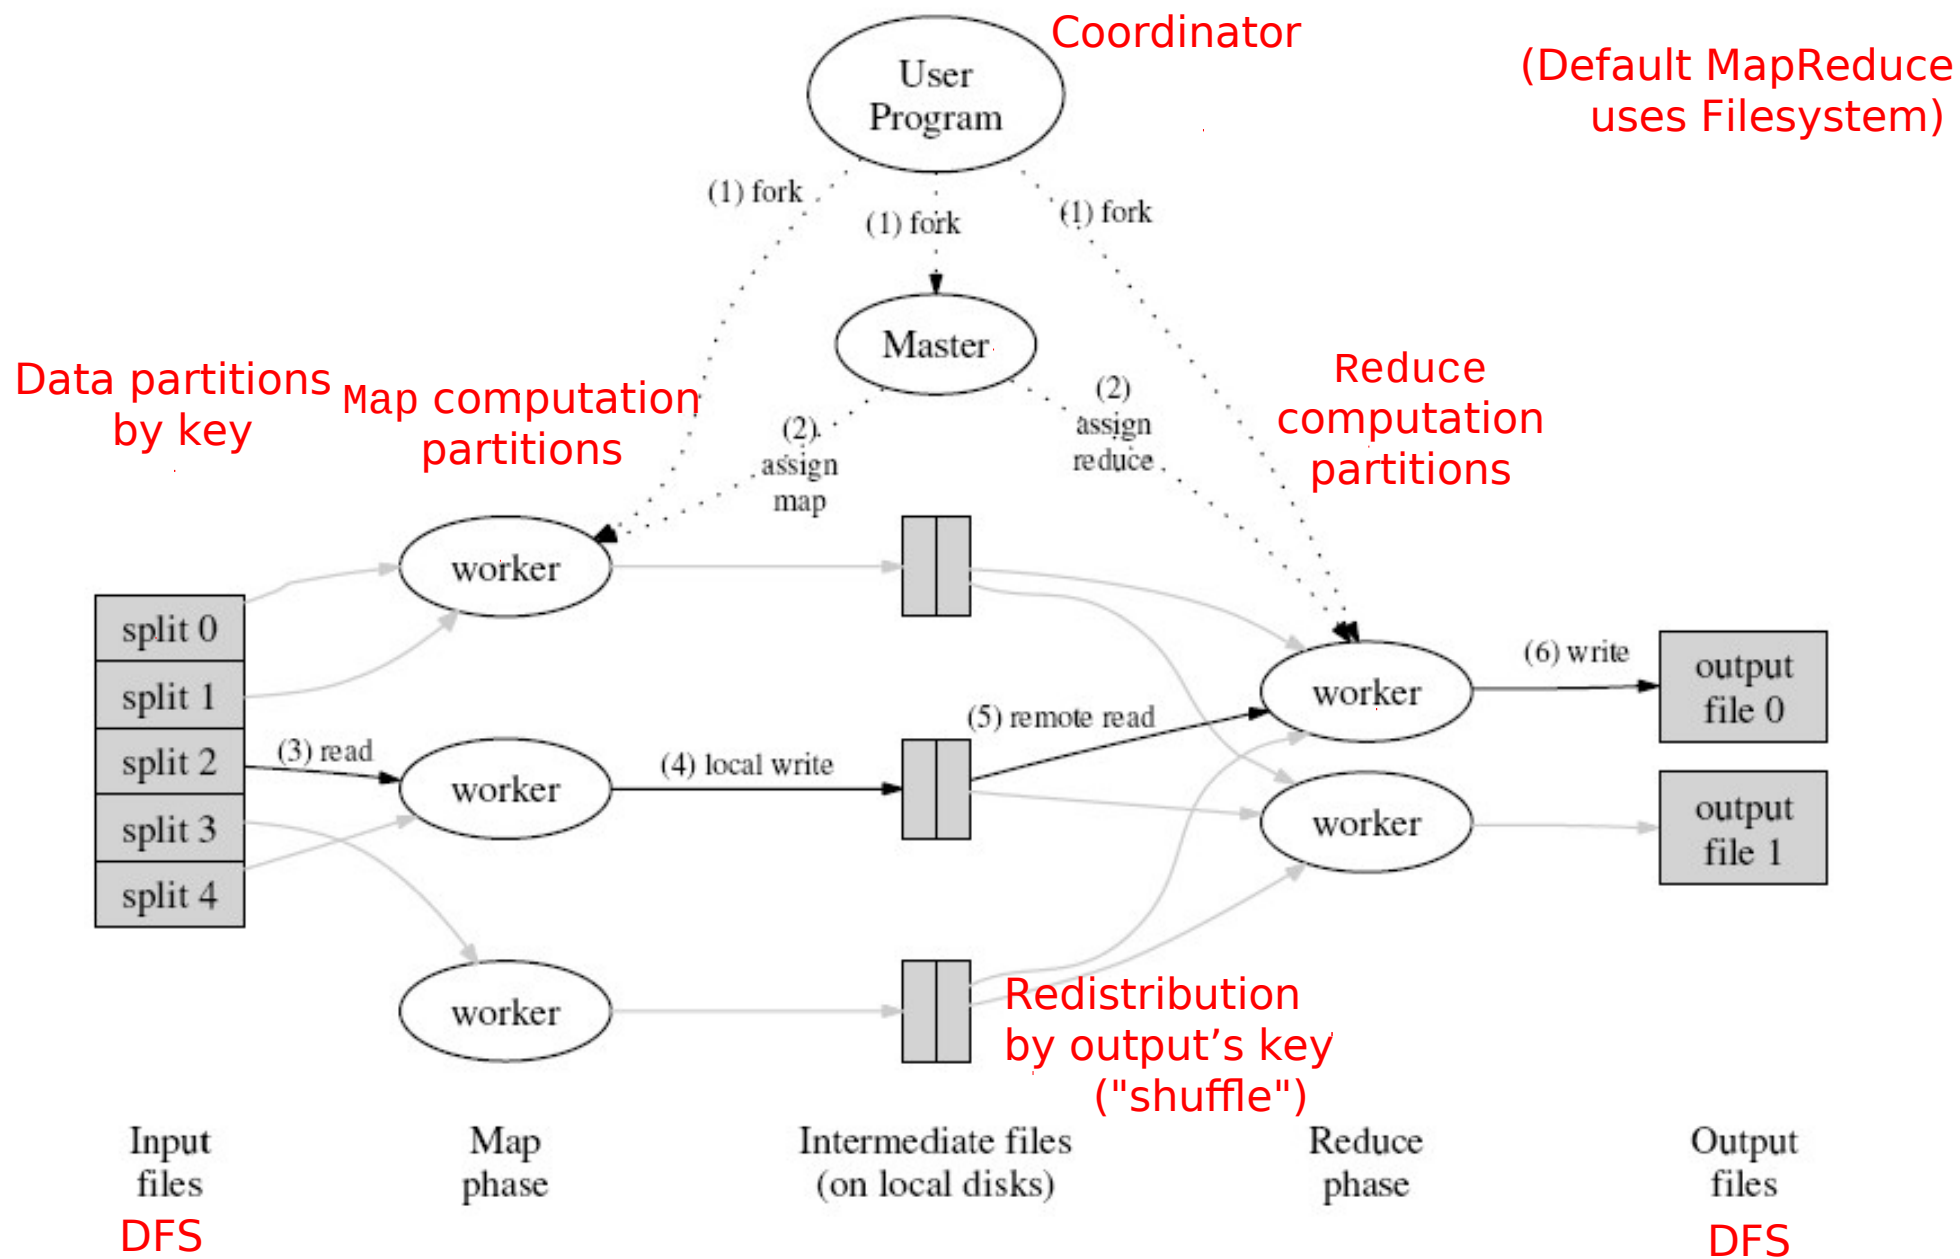 Coordinator
(Default MapReduce
uses Filesystem)
User
Program
(1) fork
(1) fork
(1) fork
Master
Data partitions
by key
Map computation
partitions
(2)
assign
map
(2)
assign
reduce
Reduce
computation
partitions
split 0
split 1
split 2
split 3
split 4
(3) read
worker
worker
worker
(4) local write
(5) remote read
worker
worker
(6) write
output
file 0
output
file 1
Redistribution
by output’s key
("shuffle")
Input
files
DFS
Map
phase
Intermediate files
(on local disks)
Reduce
phase
Output
files
DFS